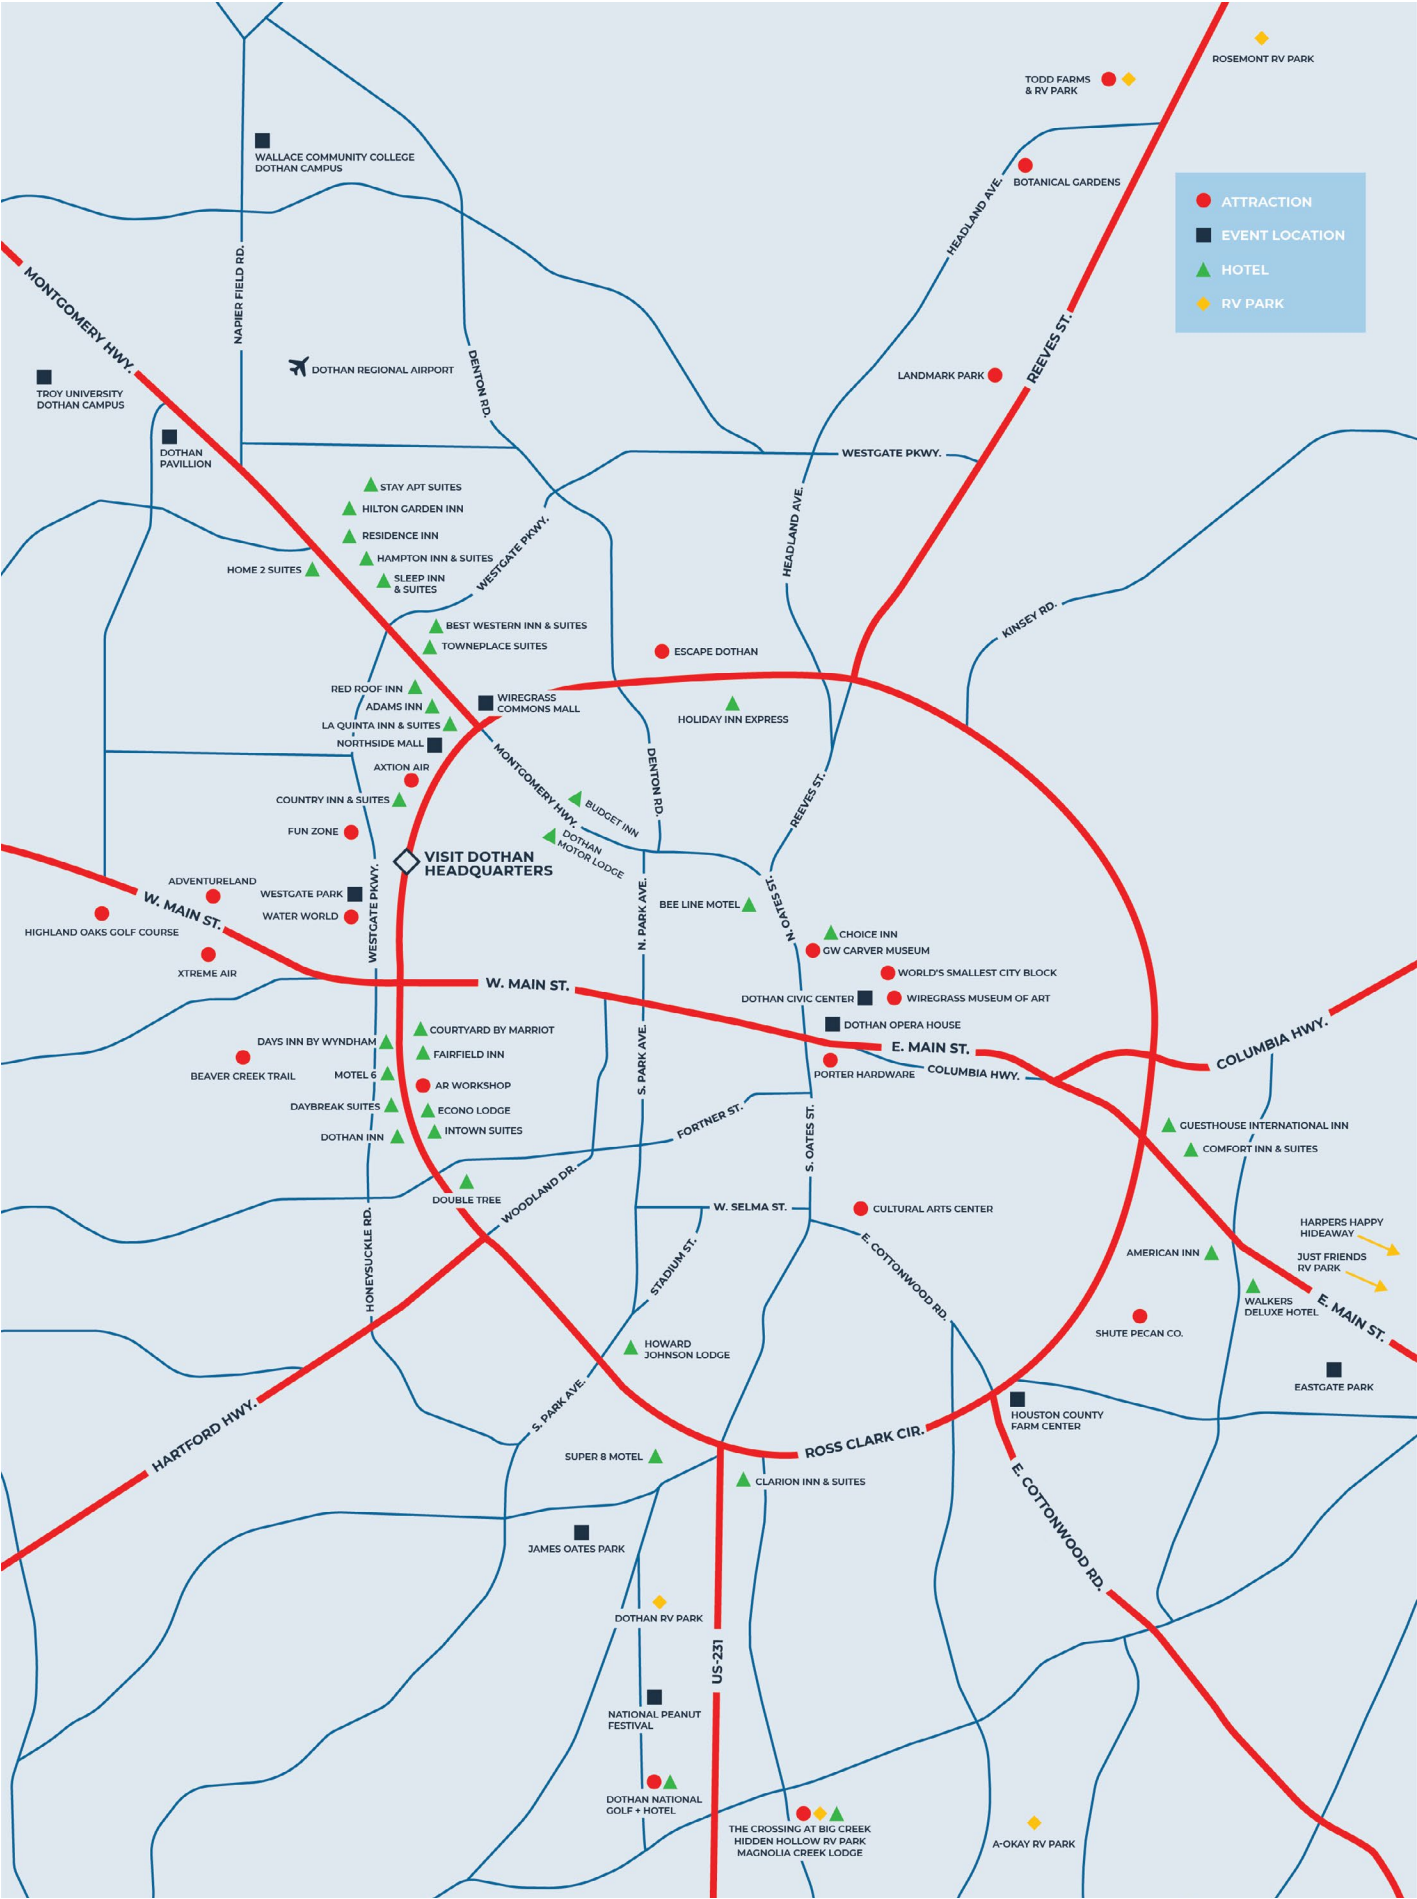 ROSEMONT RV PARK
TODD FARMS
& RV PARK
WALLACE COMMUNITY COLLEGE
DOTHAN CAMPUS
BOTANICAL GARDENS
HEADLAND AVE.
ATTRACTION
EVENT LOCATION
HOTEL
RV PARK
NAPIER FIELD RD.
MONTGOMERY HWY.
REEVES ST.
DOTHAN REGIONAL AIRPORT
DENTON RD.
LANDMARK PARK
TROY UNIVERSITY
DOTHAN CAMPUS
DOTHAN
PAVILLION
WESTGATE PKWY.
STAY APT SUITES
HILTON GARDEN INN
RESIDENCE INN
HAMPTON INN & SUITES
HOME 2 SUITES
SLEEP INN
& SUITES
WESTGATE PKWY.
HEADLAND AVE.
KINSEY RD.
BEST WESTERN INN & SUITES
TOWNEPLACE SUITES
ESCAPE DOTHAN
RED ROOF INN
ADAMS INN
WIREGRASS
COMMONS MALL
LA QUINTA INN & SUITES
HOLIDAY INN EXPRESS
NORTHSIDE MALL
AXTION AIR
COUNTRY INN & SUITES
MONTGOMERY HWY.
DENTON RD.
REEVES ST.
BUDGET INN
DOTHAN
MOTOR LODGE
FUN ZONE
VISIT DOTHAN
HEADQUARTERS
ADVENTURELAND
WESTGATE PARK
WATER WORLD
WESTGATE PKWY.
W. MAIN ST.
HIGHLAND OAKS GOLF COURSE
XTREME AIR
N. PARK AVE.
BEE LINE MOTEL
N. OATES ST.
CHOICE INN
GW CARVER MUSEUM
WORLD'S SMALLEST CITY BLOCK
W. MAIN ST.
DOTHAN CIVIC CENTER
WIREGRASS MUSEUM OF ART
DOTHAN OPERA HOUSE
COURTYARD BY MARRIOT
DAYS INN BY WYNDHAM
FAIRFIELD INN
BEAVER CREEK TRAIL
MOTEL 6
AR WORKSHOP
DAYBREAK SUITES
ECONO LODGE
INTOWN SUITES
DOTHAN INN
S. PARK AVE.
E. MAIN ST.
PORTER HARDWARE
COLUMBIA HWY.
COLUMBIA HWY.
FORTNER ST.
S. OATES ST.
GUESTHOUSE INTERNATIONAL INN
COMFORT INN & SUITES
DOUBLE TREE
WOODLAND DR.
W. SELMA ST.
CULTURAL ARTS CENTER
HONEYSUCKLE RD.
STADIUM ST.
E. COTTONWOOD RD.
AMERICAN INN
HARPERS HAPPY
HIDEAWAY
JUST FRIENDS
RV PARK
WALKERS
DELUXE HOTEL
E. MAIN ST.
SHUTE PECAN CO.
HOWARD
JOHNSON LODGE
EASTGATE PARK
S. PARK AVE.
HARTFORD HWY.
ROSS CLARK CIR.
HOUSTON COUNTY
FARM CENTER
SUPER 8 MOTEL
CLARION INN & SUITES
E. COTTONWOOD RD.
JAMES OATES PARK
DOTHAN RV PARK
US-231
NATIONAL PEANUT
FESTIVAL
DOTHAN NATIONAL
GOLF + HOTEL
THE CROSSING AT BIG CREEK
HIDDEN HOLLOW RV PARK
MAGNOLIA CREEK LODGE
A-OKAY RV PARK